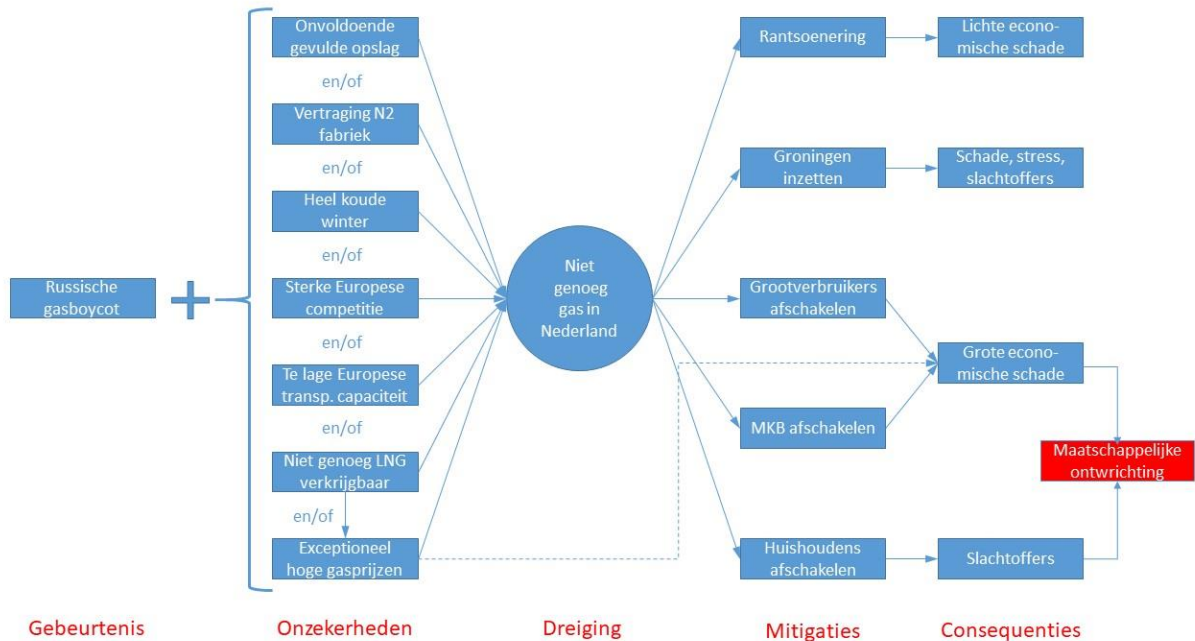 Russische
gasboycot
+
Onvoldoende
gevulde opslag
en/of
Vertraging N2
fabriek
en/of
Heel koude
winter
en/of
Sterke Europese
competitie
en/of
Te lage Europese
transp. capaciteit
en/of
Niet genoeg LNG
verkrijgbaar
en/of
Exceptioneel
hoge gasprijzen
Niet
genoeg
gas in
Nederland
Rantsoenering
Groningen
inzetten
Grootverbruikers
afschakelen
MKB afschakelen
Huishoudens
afschakelen
Lichte econo-
mische schade
Schade, stress,
slachtoffers
Grote econo-
mische schade
Slachtoffers
Maatschappelijke
ontwrichting
Gebeurtenis
Onzekerheden
Dreiging
Mitigaties
Consequenties